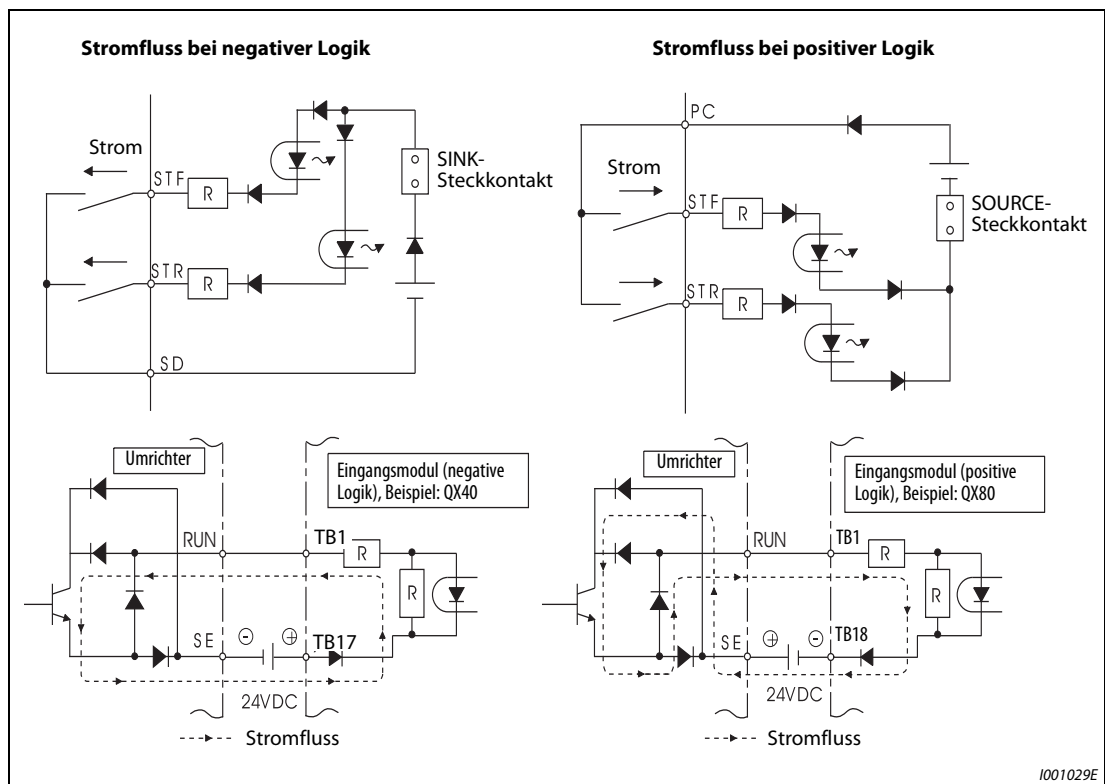 Stromfluss bei negativer Logik
Strom
STF
R
SINK-
Steckkontakt
STR
R
SD
Stromfluss bei positiver Logik
PC
Strom
STF
R
SOURCE-
Steckkontakt
STR
R
Umrichter
Eingangsmodul (negative
Logik), Beispiel: QX40
RUN
TB1
R
R
SE
⊖
⊕
TB17
24VDC
Stromfluss
Umrichter
Eingangsmodul (positive
Logik), Beispiel: QX80
RUN
TB1
R
R
SE
⊕
⊖
TB18
24VDC
Stromfluss
I001029E